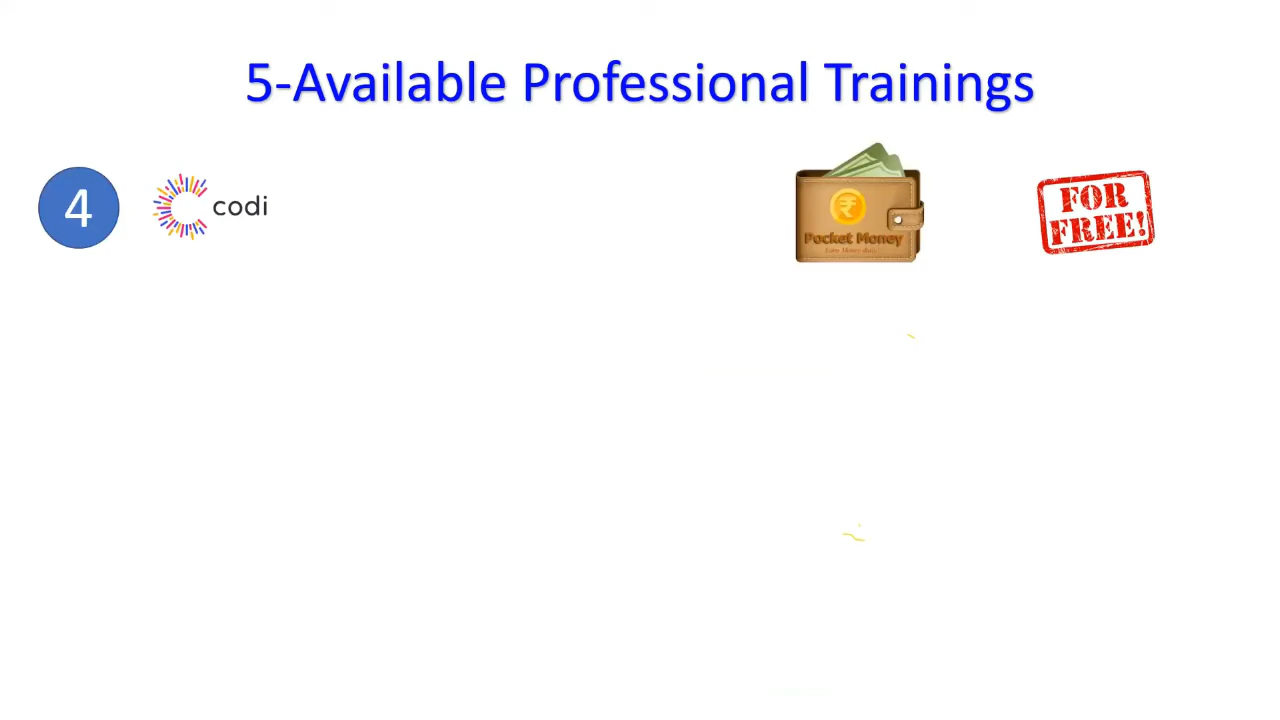 5-Available Professional Trainings
4
codi
₹
Pocket Money
FOR
FREE!